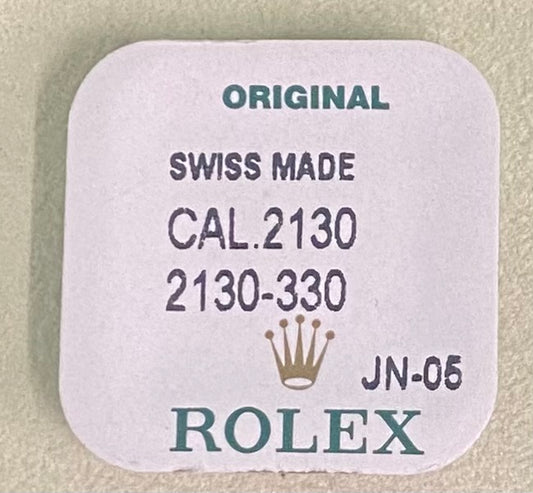 ORIGINAL
SWISS MADE
CAL.2130
2130-330
JN-05
ROLEX